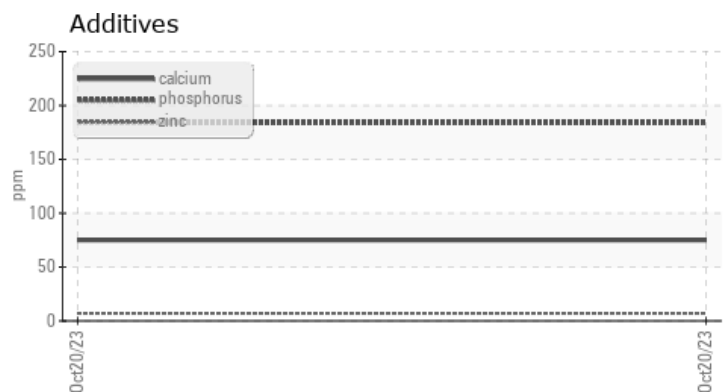 Additives
250
200
150
100
50
0
ppm
calcium
phosphorus
zinc
Oct20/23
Oct20/23